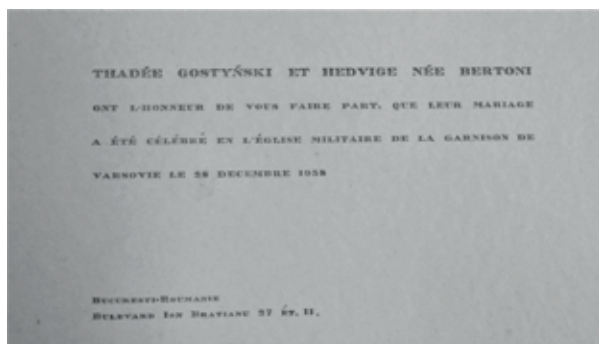 THADÉE GOSTYŃSKI ET HEDVIGE NÉE BERTONI
ONT L'HONNEUR DE VOUS FAIRE PART, QUE LEUR MARIAGE
A ÉTÉ CÉLÉBRÉ EN L'ÉGLISE MILITAIRE DE LA GARNISON DE
VARSOVIE LE 28 DECEMBRE 1938
BUCURESTI-ROUMANIE
BULEVARD ION BRATIANU 27 ÉT. II.